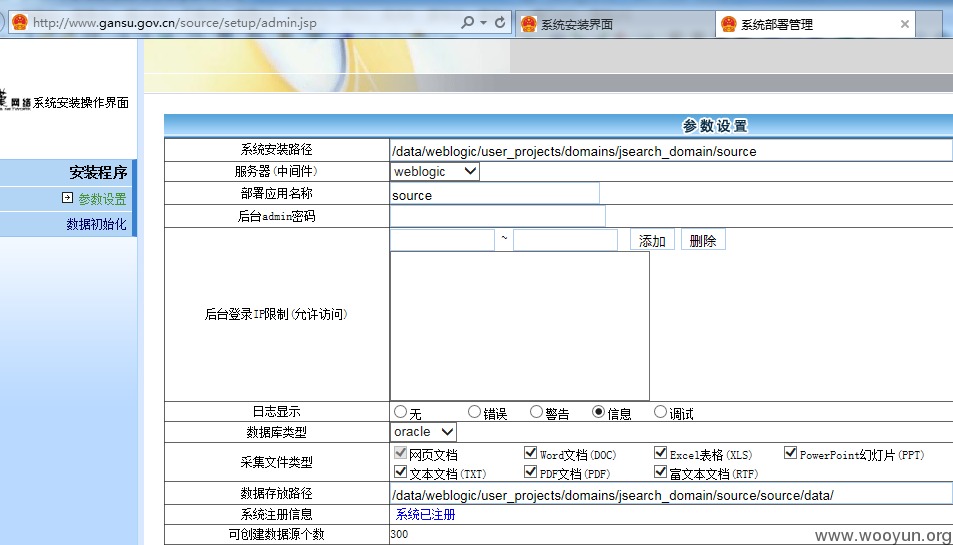 http://www.gansu.gov.cn/source/setup/admin.jsp
系统安装界面
系统部署管理
网络 系统安装操作界面
安装程序
参数设置
数据初始化
参数设置
系统安装路径 /data/weblogic/user_projects/domains/jsearch_domain/source
服务器(中间件) weblogic
部署应用名称 source
后台admin密码
~ 添加 删除
后台登录IP限制(允许访问)
日志显示 无 错误 警告 信息 调试
数据库类型 oracle
采集文件类型 网页文档 Word文档(DOC) Excel表格(XLS) PowerPoint幻灯片(PPT)
文本文档(TXT) PDF文档(PDF) 富文本文档(RTF)
数据存放路径 /data/weblogic/user_projects/domains/jsearch_domain/source/source/data/
系统注册信息 系统已注册
可创建数据源个数 300
www.wooyun.org